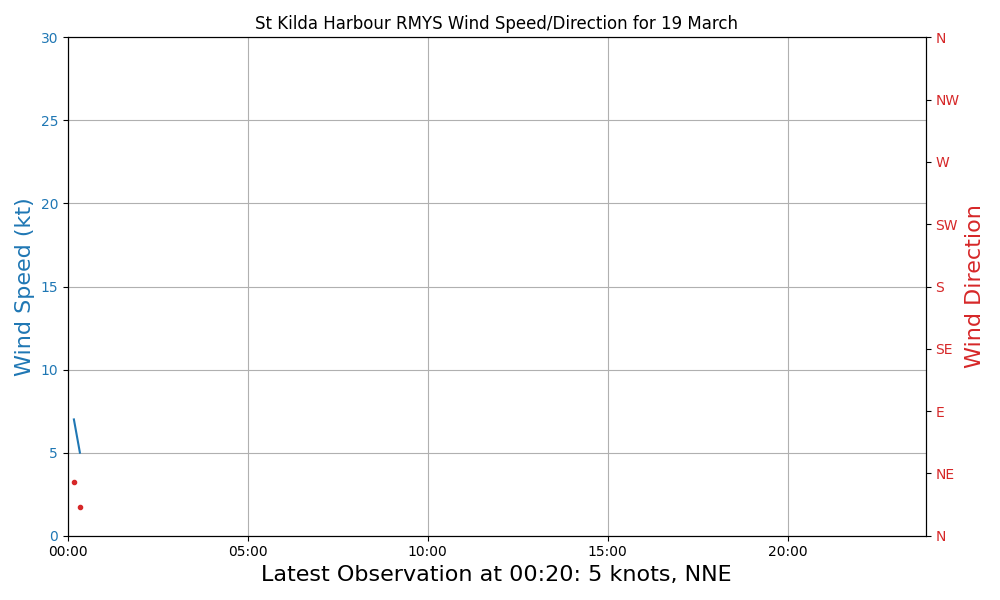 St Kilda Harbour RMYS Wind Speed/Direction for 19 March
30
25
20
15
10
5
0
Wind Speed (kt)
N
NW
W
SW
S
SE
E
NE
N
Wind Direction
00:00
05:00
10:00
15:00
20:00
Latest Observation at 00:20: 5 knots, NNE